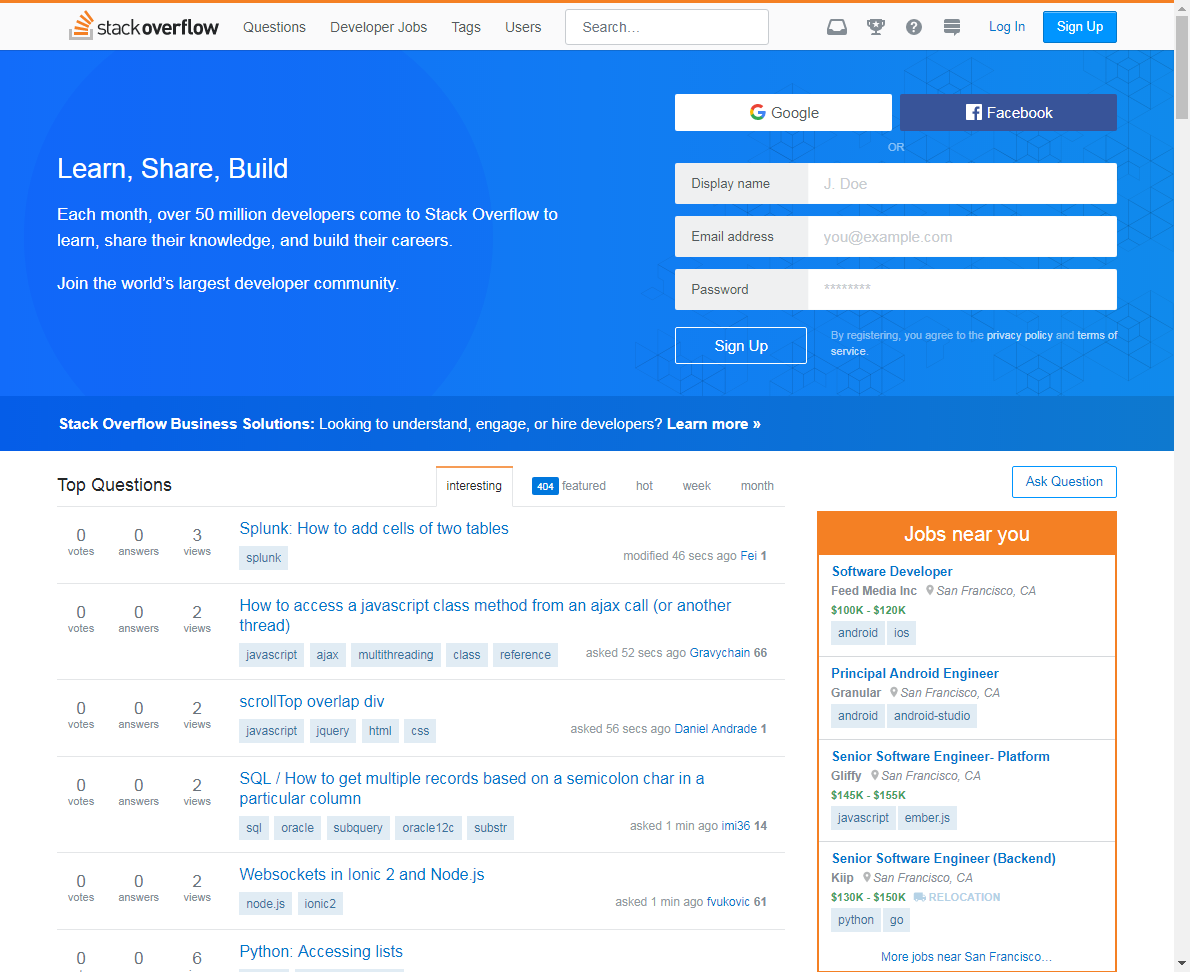 stackoverflow Questions Developer Jobs Tags Users Search... Log In Sign Up
Google Facebook
OR
Learn, Share, Build
Each month, over 50 million developers come to Stack Overflow to
learn, share their knowledge, and build their careers.
Join the world's largest developer community.
Display name J. Doe
Email address you@example.com
Password ********
Sign Up
By registering, you agree to the privacy policy and terms of
service.
Stack Overflow Business Solutions: Looking to understand, engage, or hire developers? Learn more »
Top Questions interesting 404 featured hot week month
0 votes 0 answers 3 views
Splunk: How to add cells of two tables
splunk
modified 46 secs ago Fei 1
0 votes 0 answers 2 views
How to access a javascript class method from an ajax call (or another
thread)
javascript ajax multithreading class reference
asked 52 secs ago Gravychain 66
0 votes 0 answers 2 views
scrollTop overlap div
javascript jquery html css
asked 56 secs ago Daniel Andrade 1
0 votes 0 answers 2 views
SQL / How to get multiple records based on a semicolon char in a
particular column
sql oracle subquery oracle12c substr
asked 1 min ago imi36 14
0 votes 0 answers 2 views
Websockets in Ionic 2 and Node.js
node.js ionic2
asked 1 min ago fvukovic 61
0 0 6
Python: Accessing lists
Ask Question
Jobs near you
Software Developer
Feed Media Inc San Francisco, CA
$100K - $120K
android ios
Principal Android Engineer
Granular San Francisco, CA
android android-studio
Senior Software Engineer- Platform
Gliffy San Francisco, CA
$145K - $155K
javascript ember.js
Senior Software Engineer (Backend)
Kiip San Francisco, CA
$130K - $150K RELOCATION
python go
More jobs near San Francisco...